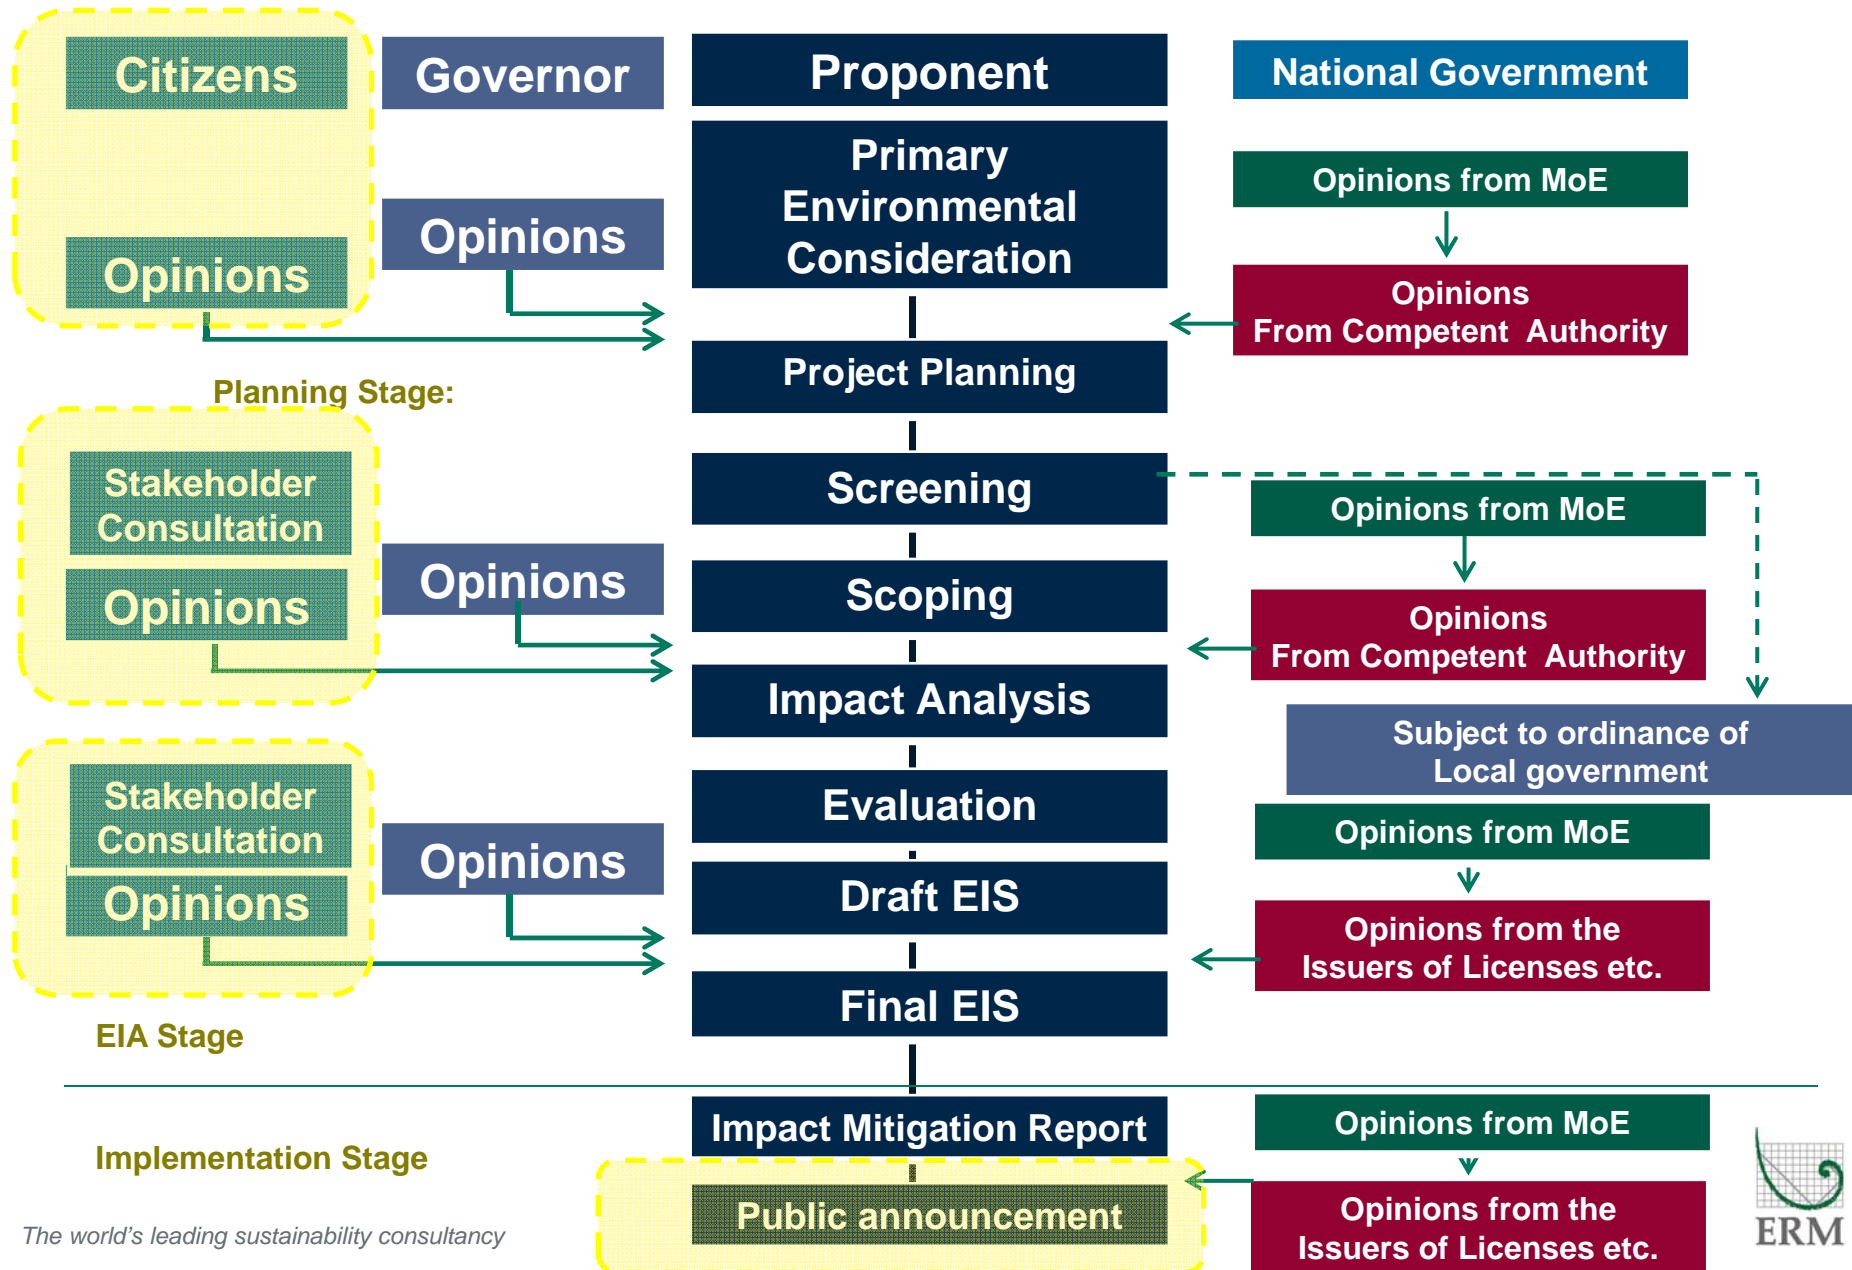 Citizens
Governor
Proponent
National Government
Primary
Environmental
Consideration
Opinions from MoE
Opinions
Opinions
Opinions
From Competent Authority
Project Planning
Planning Stage:
Stakeholder
Consultation
Screening
Opinions from MoE
Opinions
Opinions
Scoping
Opinions
From Competent Authority
Impact Analysis
Subject to ordinance of
Local government
Stakeholder
Consultation
Evaluation
Opinions from MoE
Opinions
Opinions
Draft EIS
Opinions from the
Issuers of Licenses etc.
Final EIS
EIA Stage
Impact Mitigation Report
Opinions from MoE
Implementation Stage
Public announcement
Opinions from the
Issuers of Licenses etc.
The world's leading sustainability consultancy
ERM